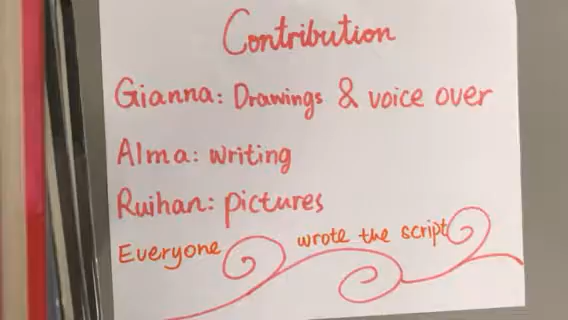 Contribution
Gianna: Drawings & voice over
Alma: writing
Ruihan: pictures
Everyone wrote the script